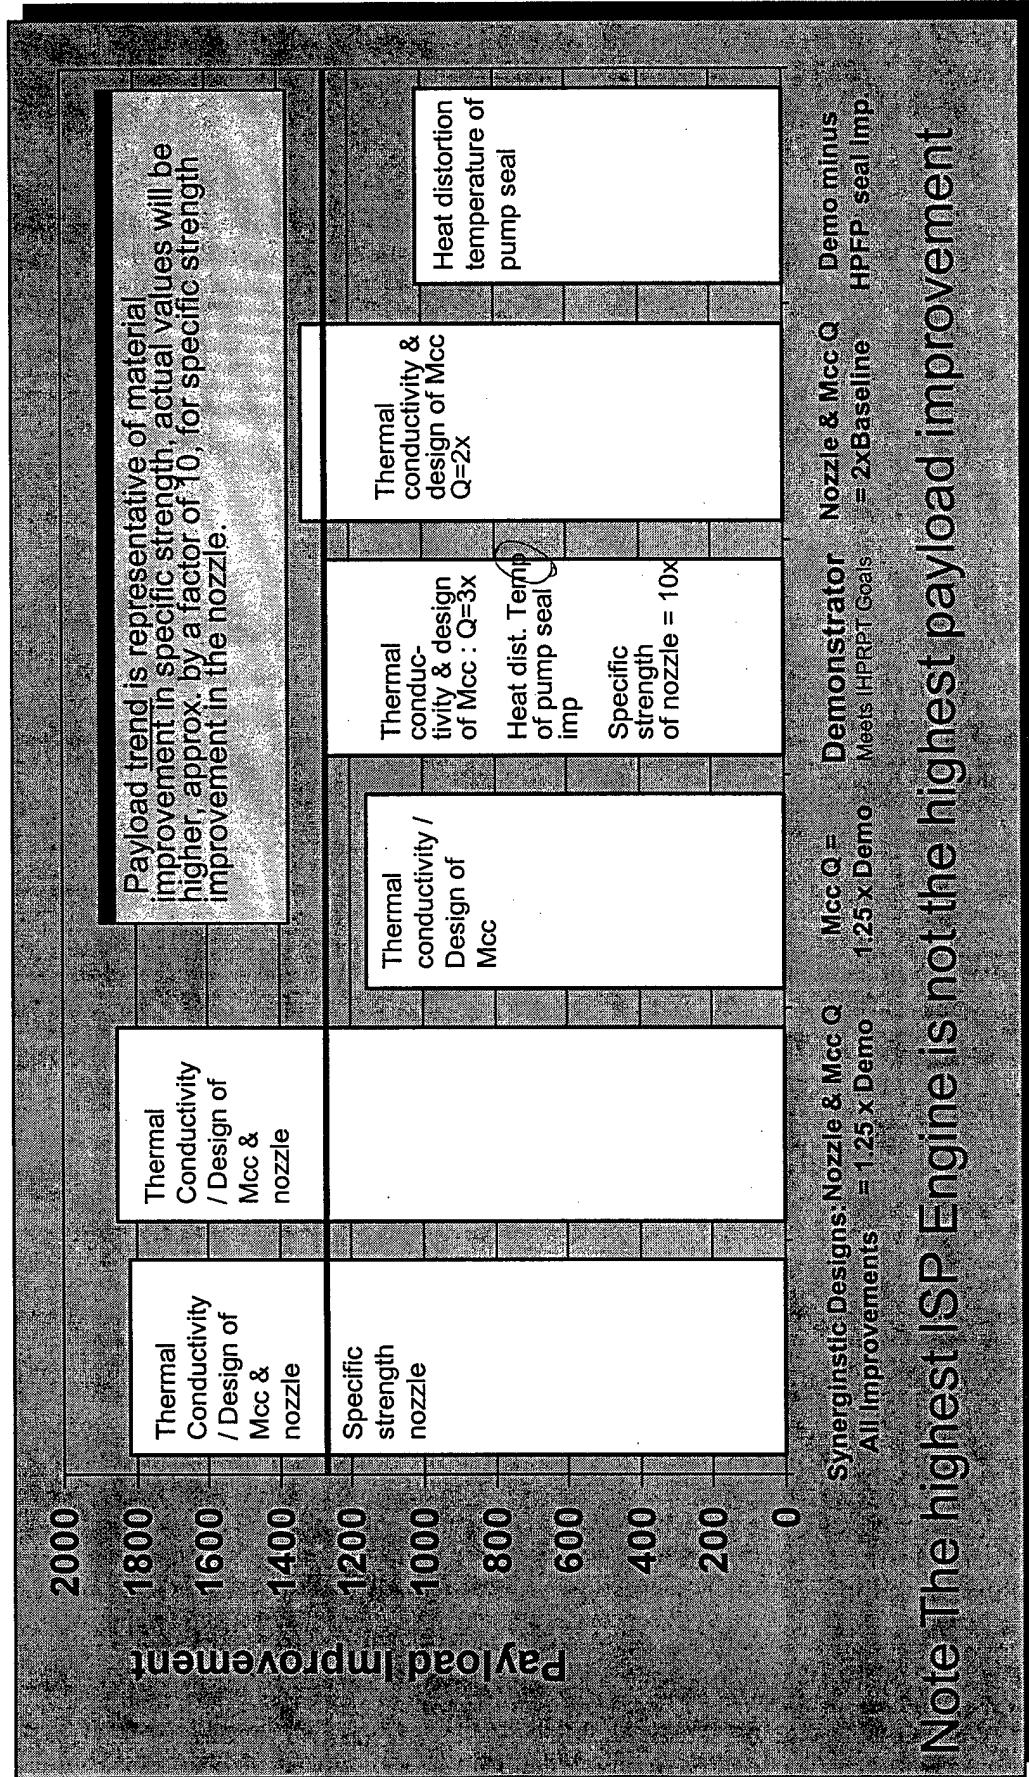 Payload trend is representative of material
improvement in specific strength, actual values will be
higher, approx. by a factor of 10, for specific strength
improvement in the nozzle.
Payload Improvement
2000
1800
1600
1400
1200
1000
800
600
400
200
0
Thermal
Conductivity
/ Design of
Mcc &
nozzle
Specific
strength
nozzle
Thermal
Conductivity
/ Design of
Mcc &
nozzle
Thermal
conductivity /
Design of
Mcc
Thermal
conduc-
tivity & design
of Mcc : Q=3x
Heat dist. Temp
of pump seal
imp
Specific
strength
of nozzle = 10x
Thermal
conductivity &
design of Mcc
Q=2x
Heat distortion
temperature of
pump seal
Synerginstic Designs:
All Improvements
Nozzle & Mcc Q
= 1.25 x Demo
Mcc Q =
1.25 x Demo
Demonstrator
Meets IHPRPT Goals
Nozzle & Mcc Q
= 2xBaseline
Demo minus
HPFP seal Imp.
Note The highest ISP Engine is not the highest payload improvement